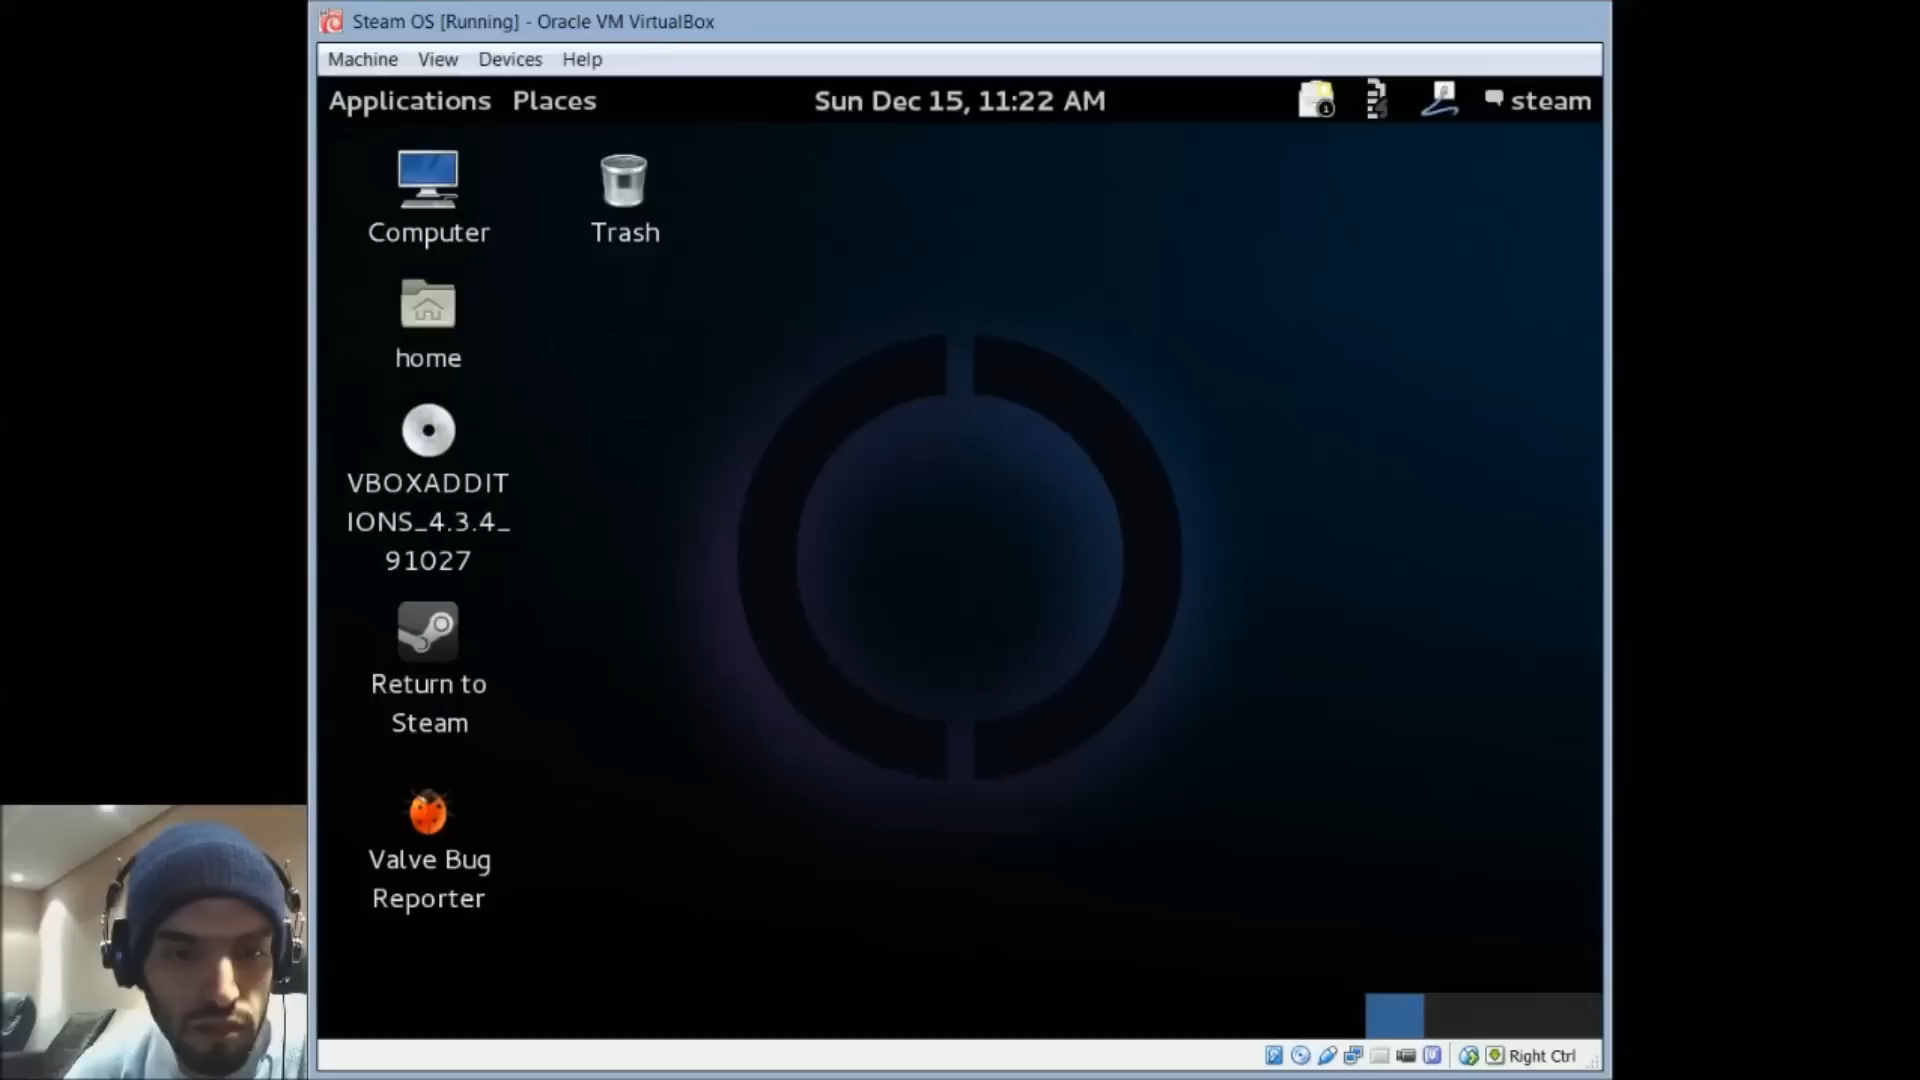 Steam OS [Running] - Oracle VM VirtualBox
Machine View Devices Help
Applications Places Sun Dec 15, 11:22 AM steam
Computer Trash
home
VBOXADDIT
IONS_4.3.4_
91027
Return to
Steam
Valve Bug
Reporter
Right Ctrl